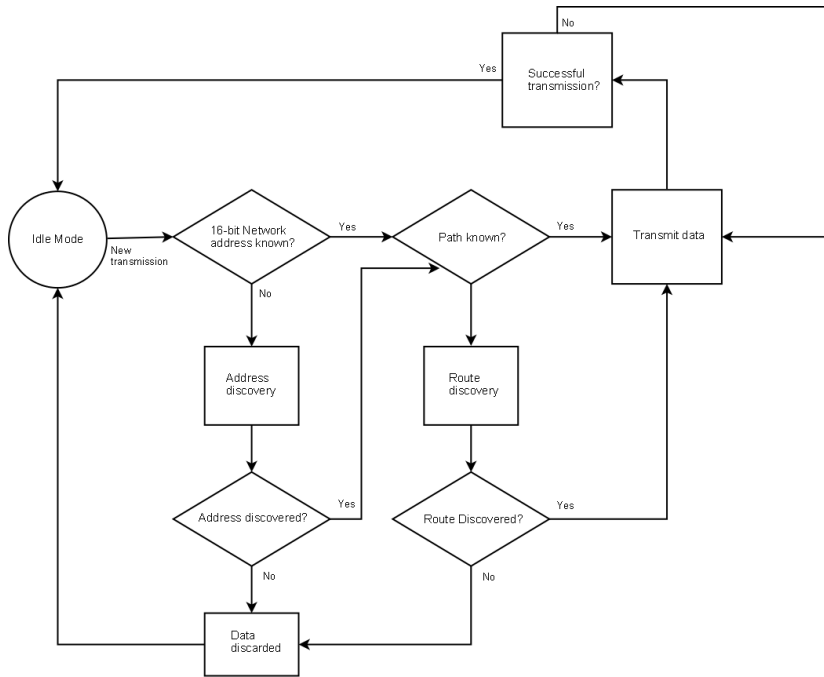 No
Yes
Successful
transmission?
Idle Mode
New
transmission
16-bit Network
address known?
Yes
Path known?
Yes
Transmit data
No
Address
discovery
Route
discovery
Address discovered?
Yes
Route Discovered?
Yes
No
No
Data
discarded